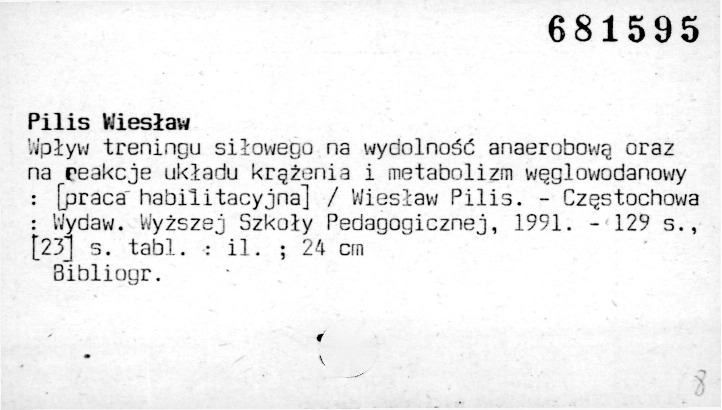 681595
Pilis Wiesław
Wpływ treningu siłowego na wydolność anaerobową oraz
na reakcje układu krążenia i metabolizm węglowodanowy
: [praca habilitacyjna] / Wiesław Pilis. - Częstochowa
: Wydaw. Wyższej Szkoły Pedagogicznej, 1991. - 129 s.,
[23] s. tabl. : il. ; 24 cm
Bibliogr.
8